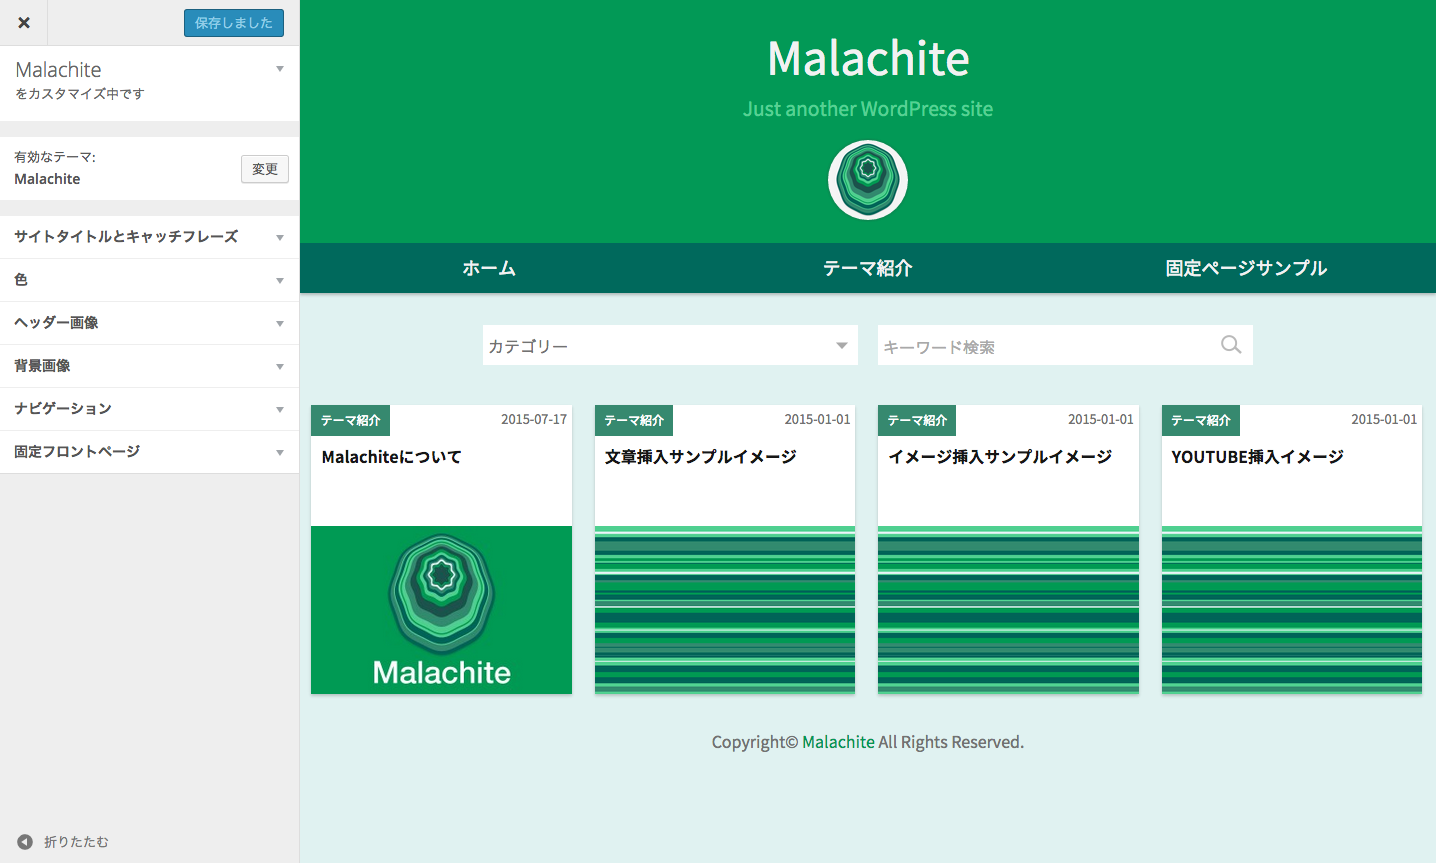 保存しました
Malachite
をカスタマイズ中です
有効なテーマ:
Malachite
変更
サイトタイトルとキャッチフレーズ
色
ヘッダー画像
背景画像
ナビゲーション
固定フロントページ
折りたたむ
Malachite
Just another WordPress site
ホーム
テーマ紹介
固定ページサンプル
カテゴリー
キーワード検索
テーマ紹介
2015-07-17
Malachiteについて
Malachite
テーマ紹介
2015-01-01
文章挿入サンプルイメージ
テーマ紹介
2015-01-01
イメージ挿入サンプルイメージ
テーマ紹介
2015-01-01
YOUTUBE挿入イメージ
Copyright© Malachite All Rights Reserved.